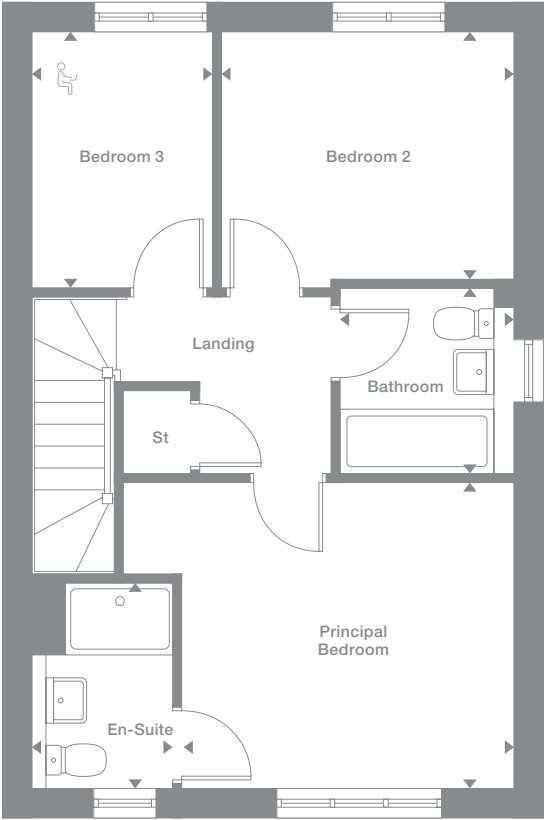 Bedroom 3
Bedroom 2
Landing
Bathroom
St
Principal
Bedroom
En-Suite